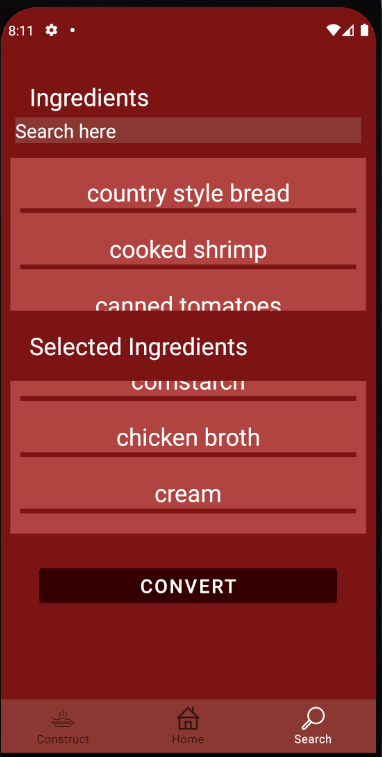 8:11
Ingredients
Search here
country style bread
cooked shrimp
canned tomatoes
Selected Ingredients
cornstarch
chicken broth
cream
CONVERT
Construct
Home
Search